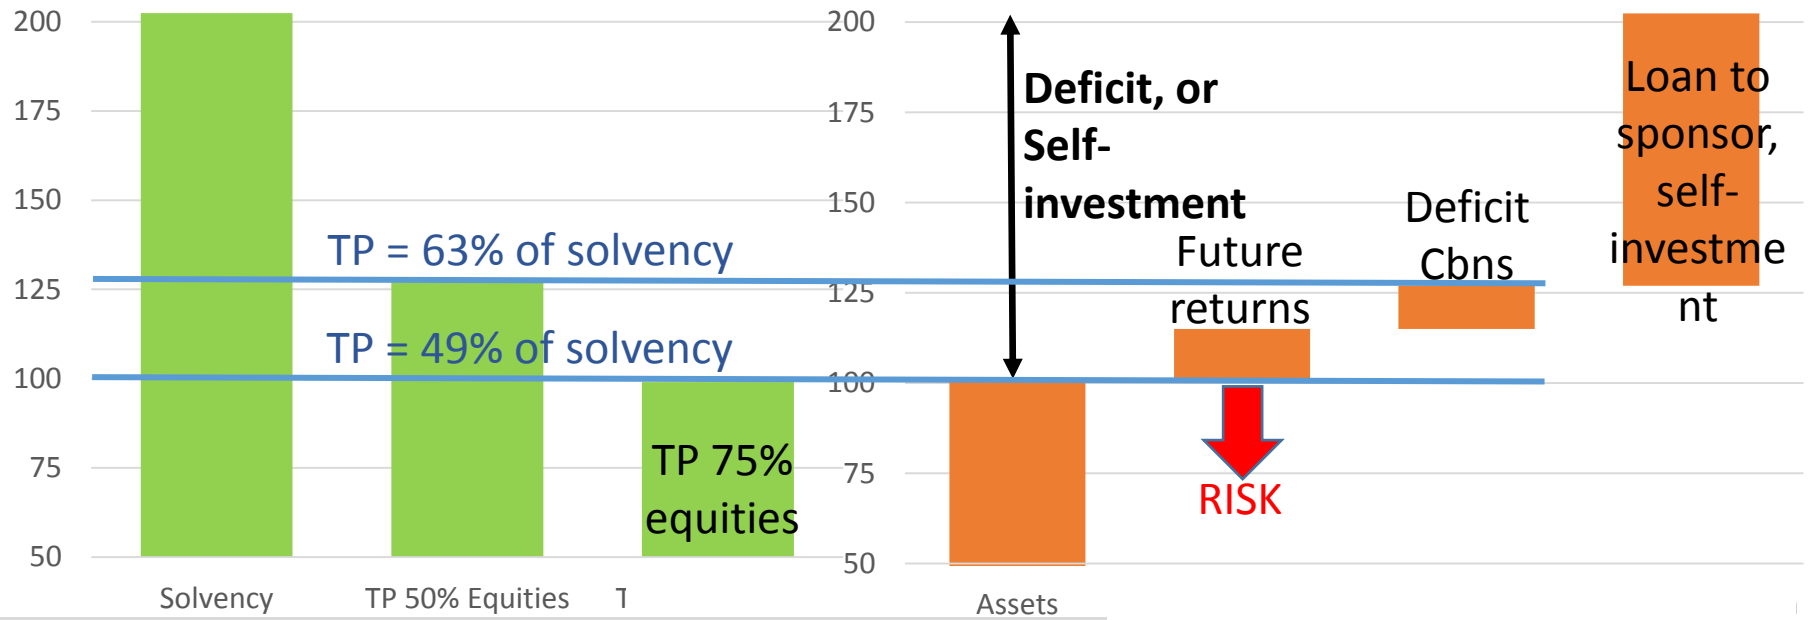 200
175
150
125
100
75
50
TP = 63% of solvency
TP = 49% of solvency
TP 75%
equities
Solvency
TP 50% Equities
T
200
175
150
125
100
75
50
Deficit, or
Self-
investment
Future
returns
Deficit
Cbns
Loan to
sponsor,
self-
investme
nt
RISK
Assets